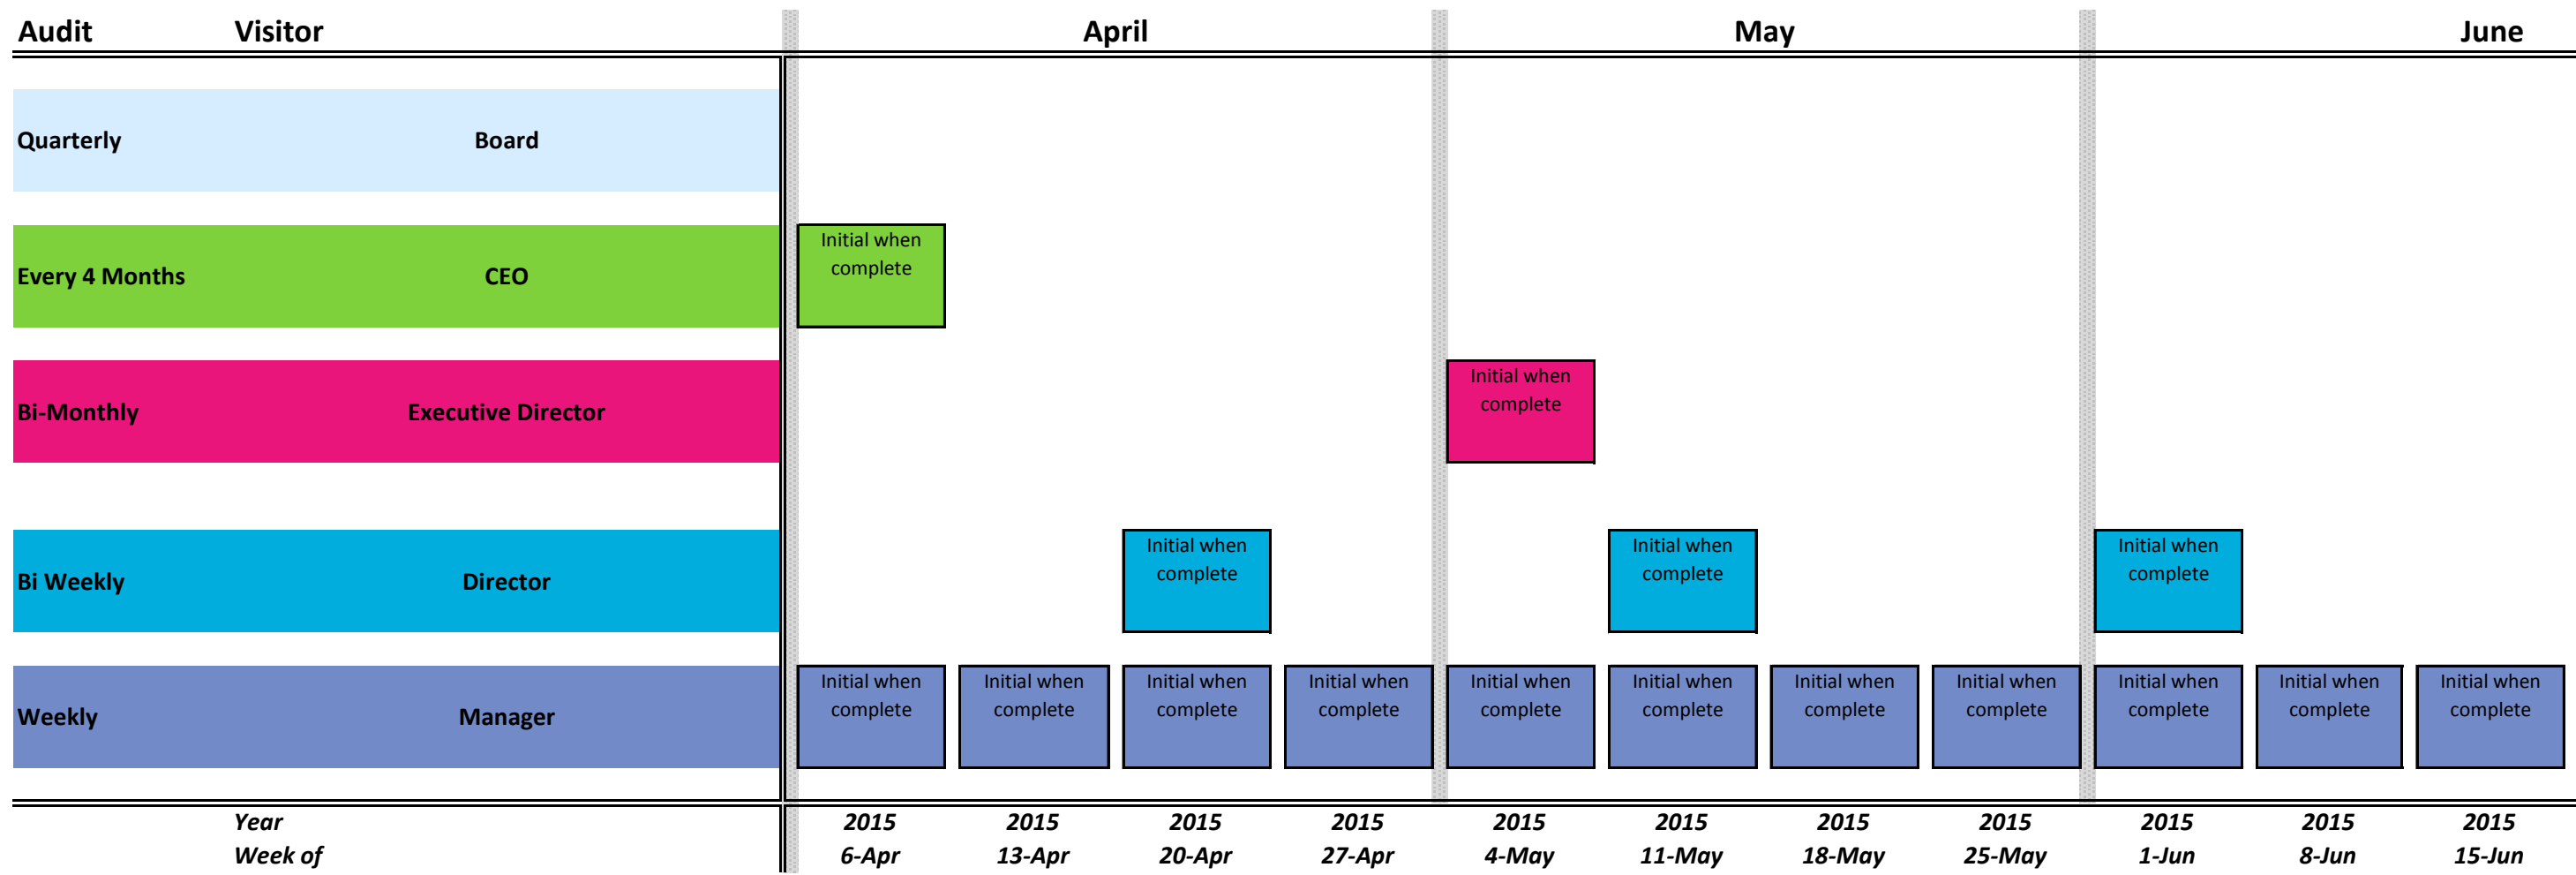 Audit Visitor April May June
Quarterly Board
Every 4 Months CEO
Initial when
complete
Bi-Monthly Executive Director
Initial when
complete
Bi Weekly Director
Initial when Initial when Initial when
complete complete complete
Weekly Manager
Initial when Initial when Initial when Initial when Initial when Initial when Initial when Initial when Initial when Initial when Initial when
complete complete complete complete complete complete complete complete complete complete complete
Year 2015 2015 2015 2015 2015 2015 2015 2015 2015 2015 2015
Week of 6-Apr 13-Apr 20-Apr 27-Apr 4-May 11-May 18-May 25-May 1-Jun 8-Jun 15-Jun